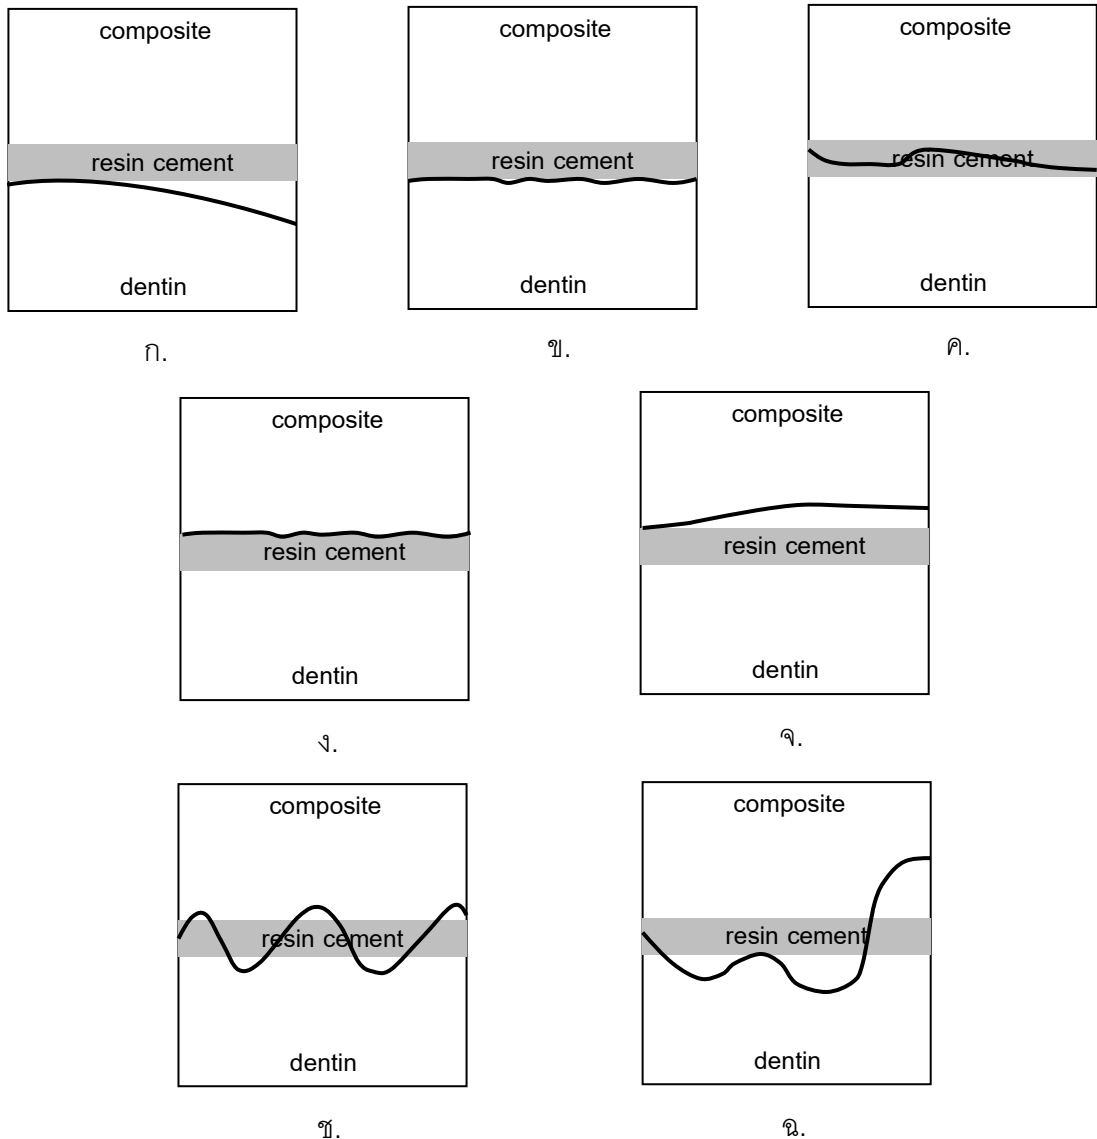 composite
resin cement
dentin
ก.
composite
resin cement
dentin
ข.
composite
resin cement
dentin
ค.
composite
resin cement
dentin
ง.
composite
resin cement
dentin
จ.
composite
resin cement
dentin
ช.
composite
resin cement
dentin
ฉ.